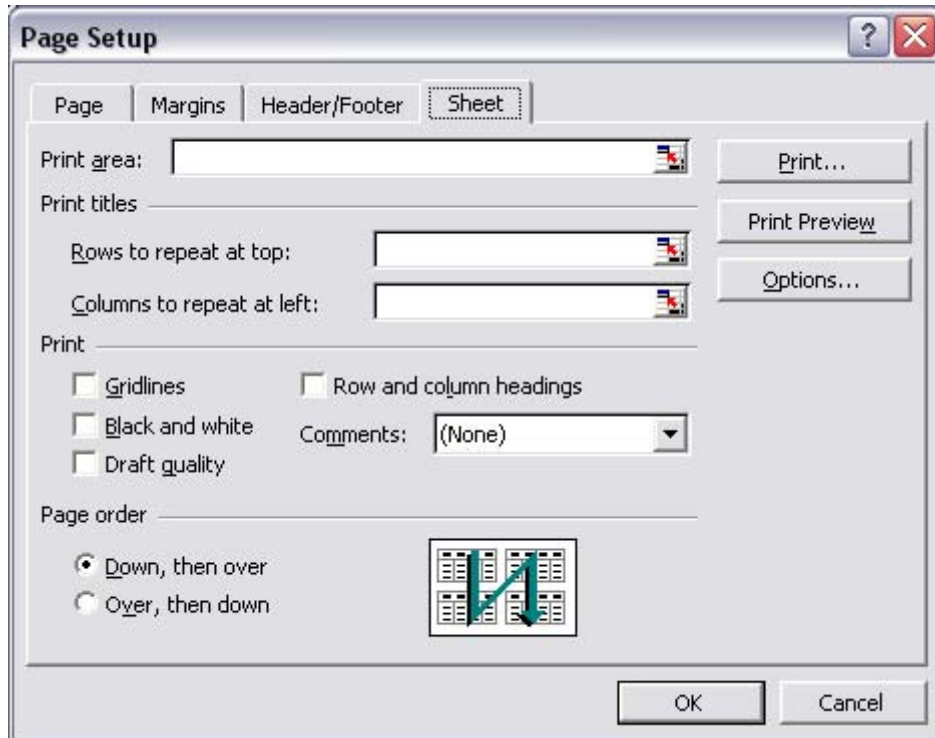 Page Setup
Page Margins Header/Footer Sheet
Print area:
Print...
Print titles
Print Preview
Rows to repeat at top:
Options...
Columns to repeat at left:
Print
Gridlines
Row and column headings
Black and white
Comments: (None)
Draft quality
Page order
Down, then over
Over, then down
OK Cancel